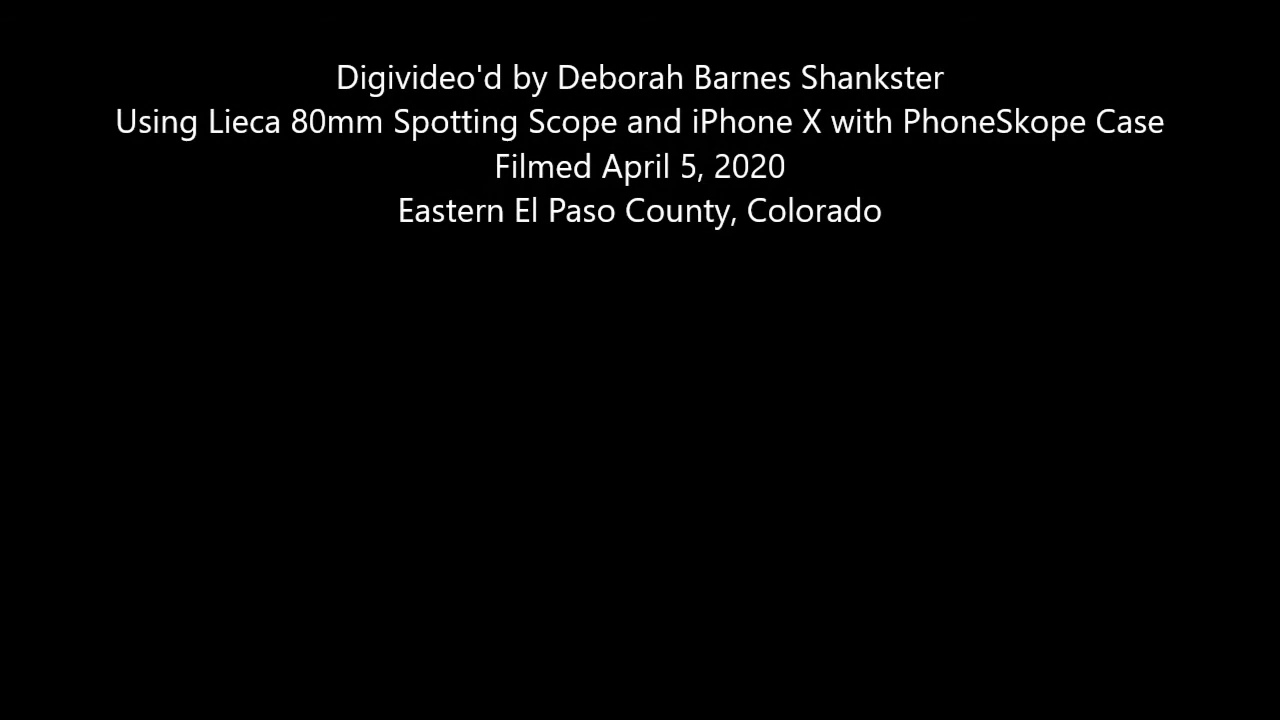 Digivideo'd by Deborah Barnes Shankster
Using Lieca 80mm Spotting Scope and iPhone X with PhoneSkope Case
Filmed April 5, 2020
Eastern El Paso County, Colorado